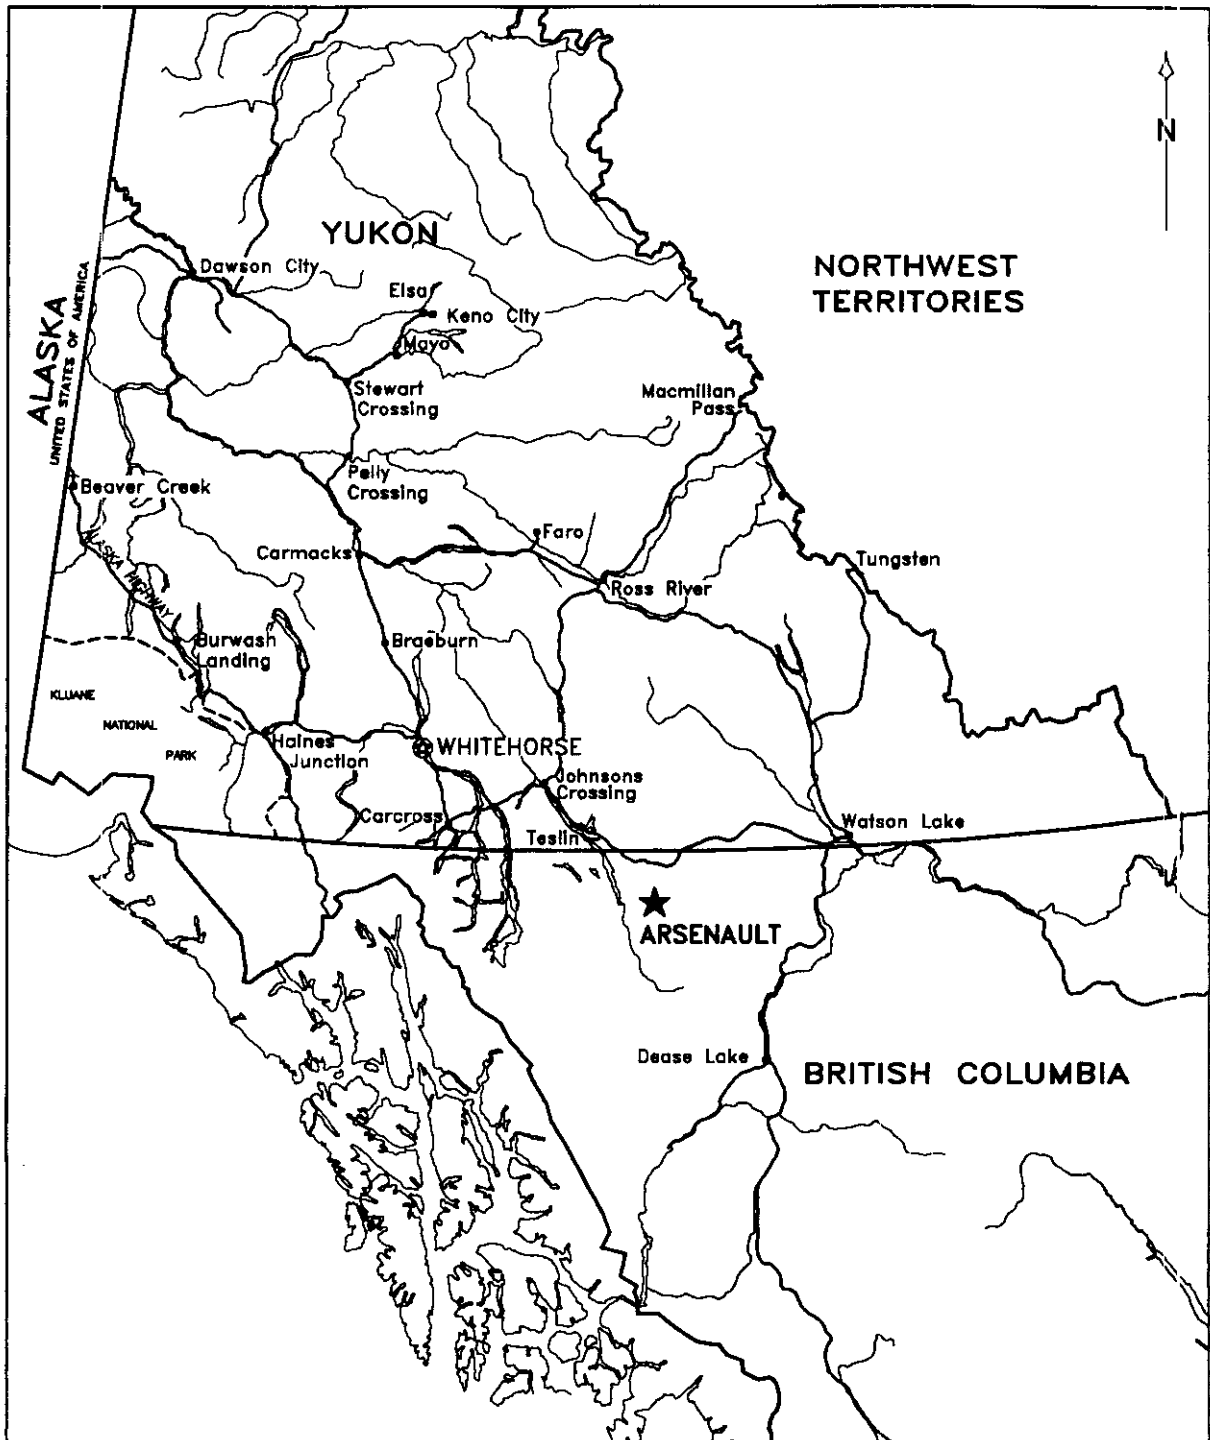 N
YUKON
NORTHWEST
TERRITORIES
Dawson City
ALASKA
UNITED STATES OF AMERICA
Elsa
Keno City
Mayo
Stewart
Crossing
Macmillan
Pass
Pelly
Crossing
Beaver Creek
ALASKA HIGHWAY
Faro
Carmacks
Tungsten
Ross River
Burwash
Landing
Braeburn
KLUANE
NATIONAL
PARK
Haines
Junction
WHITEHORSE
Johnsons
Crossing
Carcross
Teslin
Watson Lake
ARSENAULT
Dease Lake
BRITISH COLUMBIA